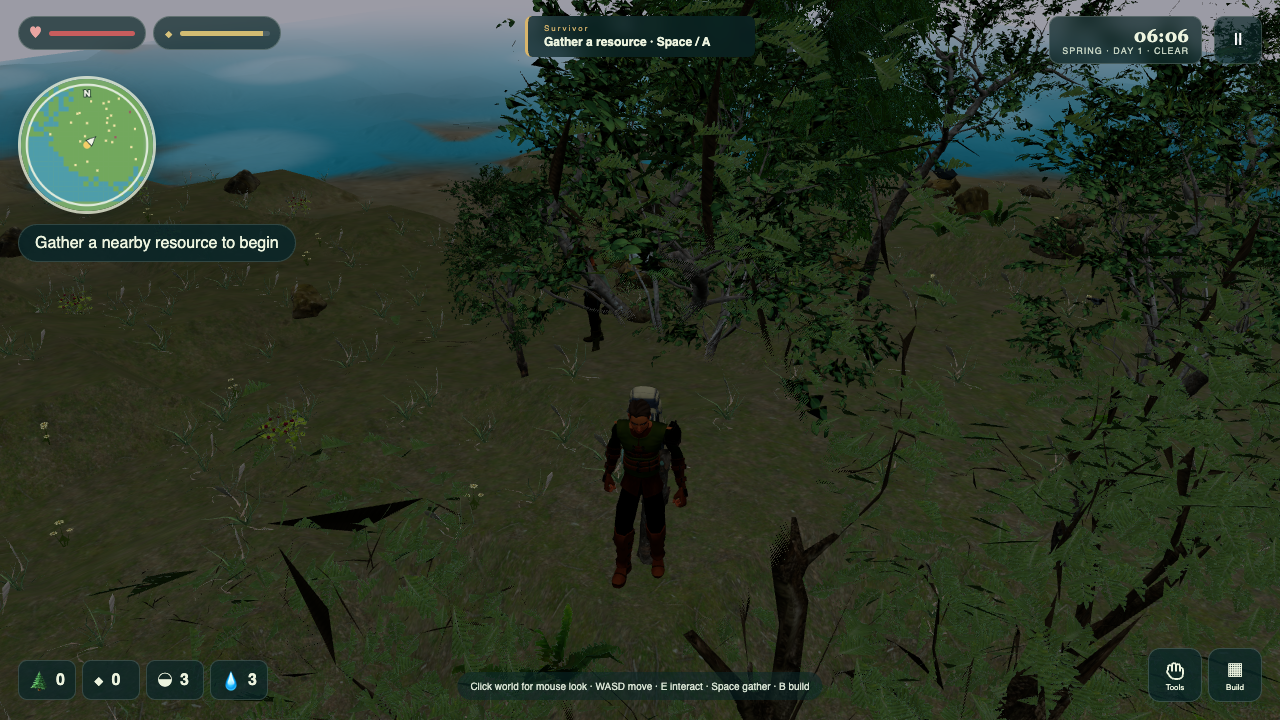 Survivor
Gather a resource · Space / A
06:06
SPRING · DAY 1 · CLEAR
N
Gather a nearby resource to begin
0
0
3
3
Click world for mouse look · WASD move · E interact · Space gather · B build
Tools
Build